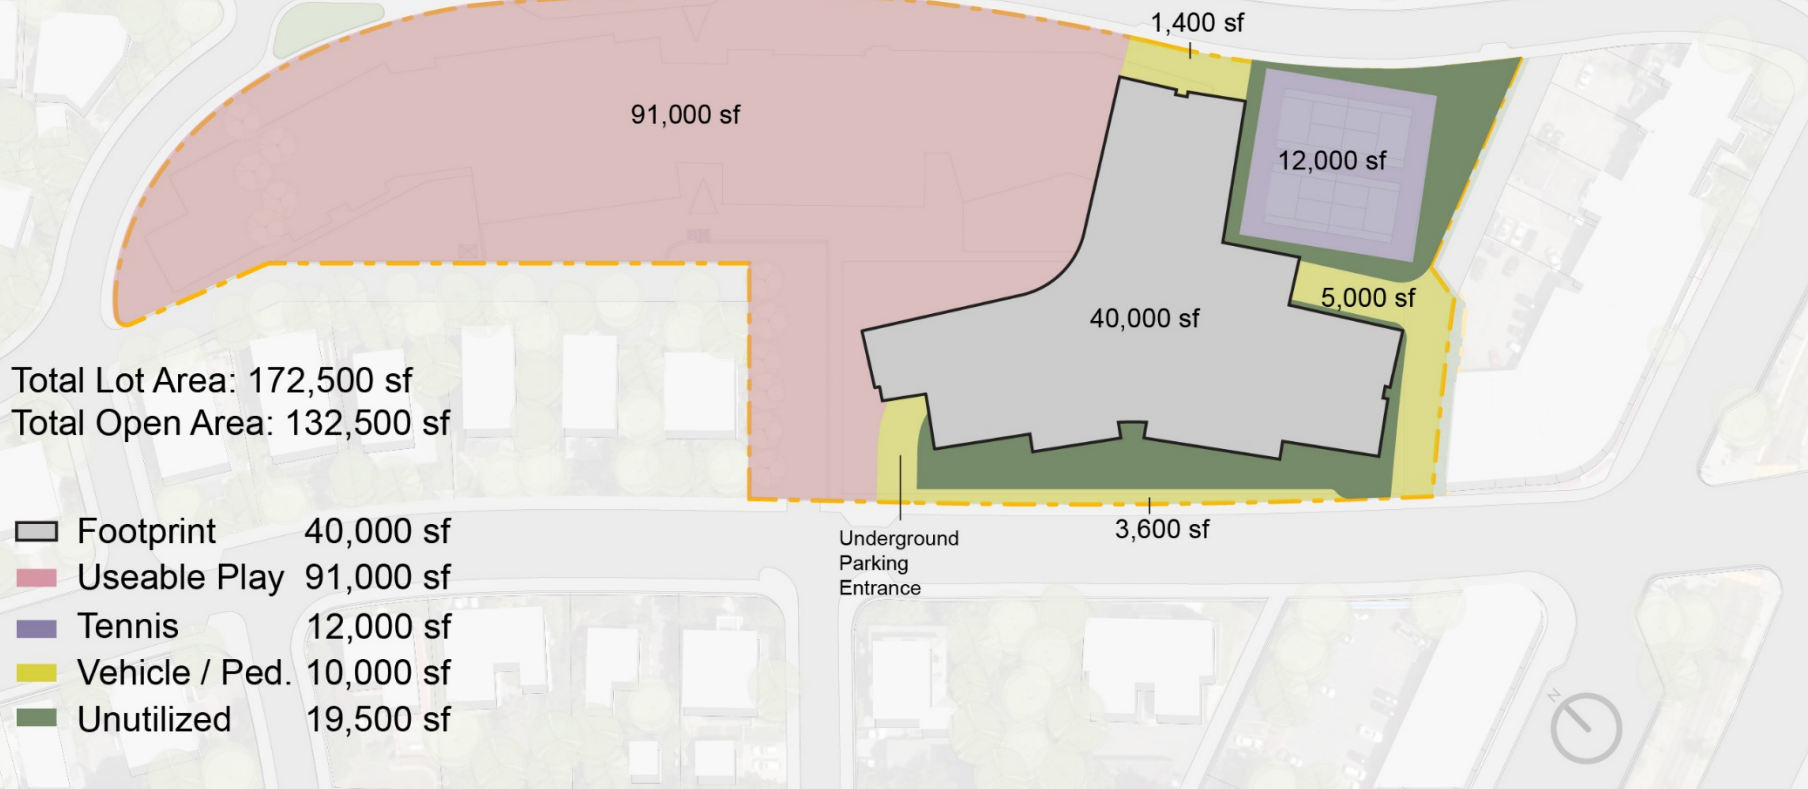 1,400 sf
91,000 sf
12,000 sf
5,000 sf
40,000 sf
Total Lot Area: 172,500 sf
Total Open Area: 132,500 sf
3,600 sf
Underground
Parking
Entrance
Footprint 40,000 sf
Useable Play 91,000 sf
Tennis 12,000 sf
Vehicle / Ped. 10,000 sf
Unutilized 19,500 sf
N